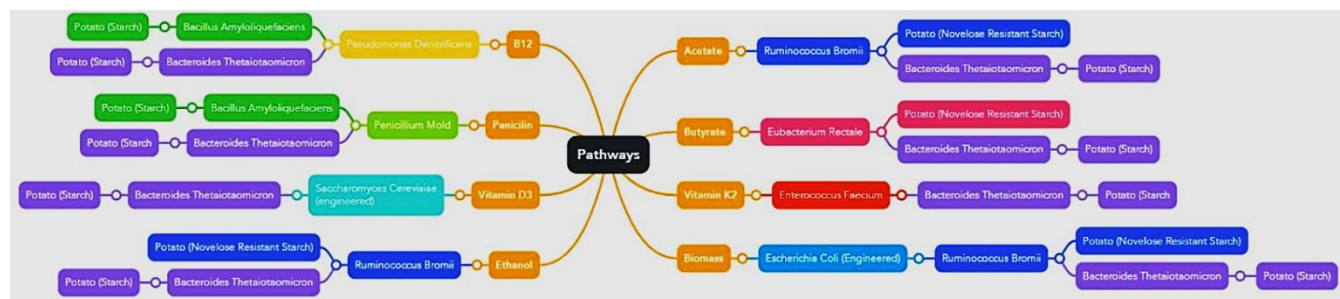 Potato (Starch)
Bacillus Amyloliquefaciens
Pseudomonas Denitrificans
B12
Potato (Starch)
Bacteroides Thetaiotaomicron
Potato (Starch)
Bacillus Amyloliquefaciens
Penicillium Mold
Penicilin
Potato (Starch)
Bacteroides Thetaiotaomicron
Potato (Starch)
Bacteroides Thetaiotaomicron
Saccharomyces Cerevisiae
(engineered)
Vitamin D3
Potato (Novelose Resistant Starch)
Ruminococcus Bromii
Ethanol
Potato (Starch)
Bacteroides Thetaiotaomicron
Pathways
Acetate
Ruminococcus Bromii
Potato (Novelose Resistant Starch)
Bacteroides Thetaiotaomicron
Potato (Starch)
Butyrate
Eubacterium Rectale
Potato (Novelose Resistant Starch)
Bacteroides Thetaiotaomicron
Potato (Starch)
Vitamin K2
Enterococcus Faecium
Bacteroides Thetaiotaomicron
Potato (Starch
Biomass
Escherichia Coli (Engineered)
Ruminococcus Bromii
Potato (Novelose Resistant Starch)
Bacteroides Thetaiotaomicron
Potato (Starch)